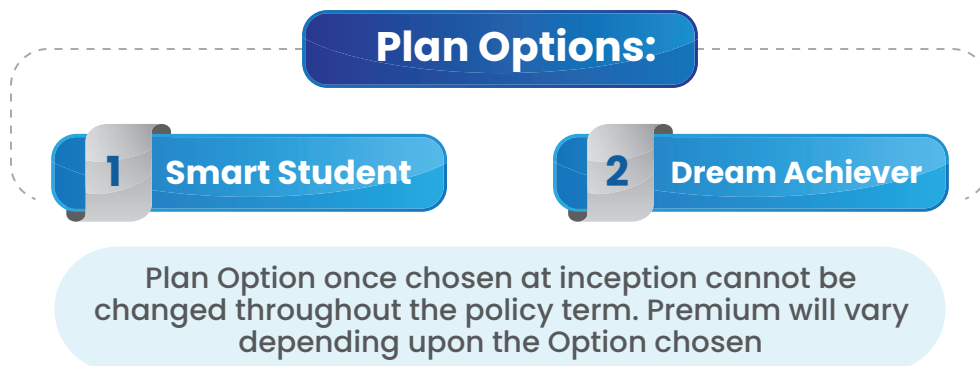 Plan Options:
1 Smart Student
2 Dream Achiever
Plan Option once chosen at inception cannot be
changed throughout the policy term. Premium will vary
depending upon the Option chosen